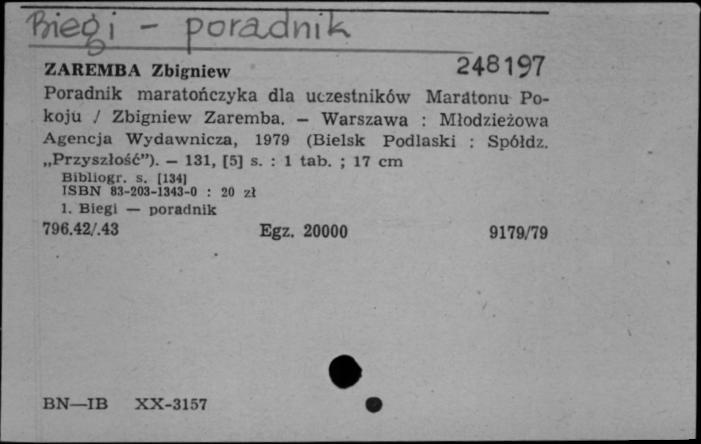 Biegi - poradnik
ZAREMBA Zbigniew 248197
Poradnik maratończyka dla uczestników Maratonu Po-
koju / Zbigniew Zaremba. — Warszawa : Młodzieżowa
Agencja Wydawnicza, 1979 (Bielsk Podlaski : Spółdz.
„Przyszłość”). — 131, [5] s. : 1 tab. ; 17 cm
Bibliogr. s. [134]
ISBN 83-203-1343-0 : 20 zł
1. Biegi — poradnik
796.42/.43 Egz. 20000 9179/79
BN—IB XX-3157